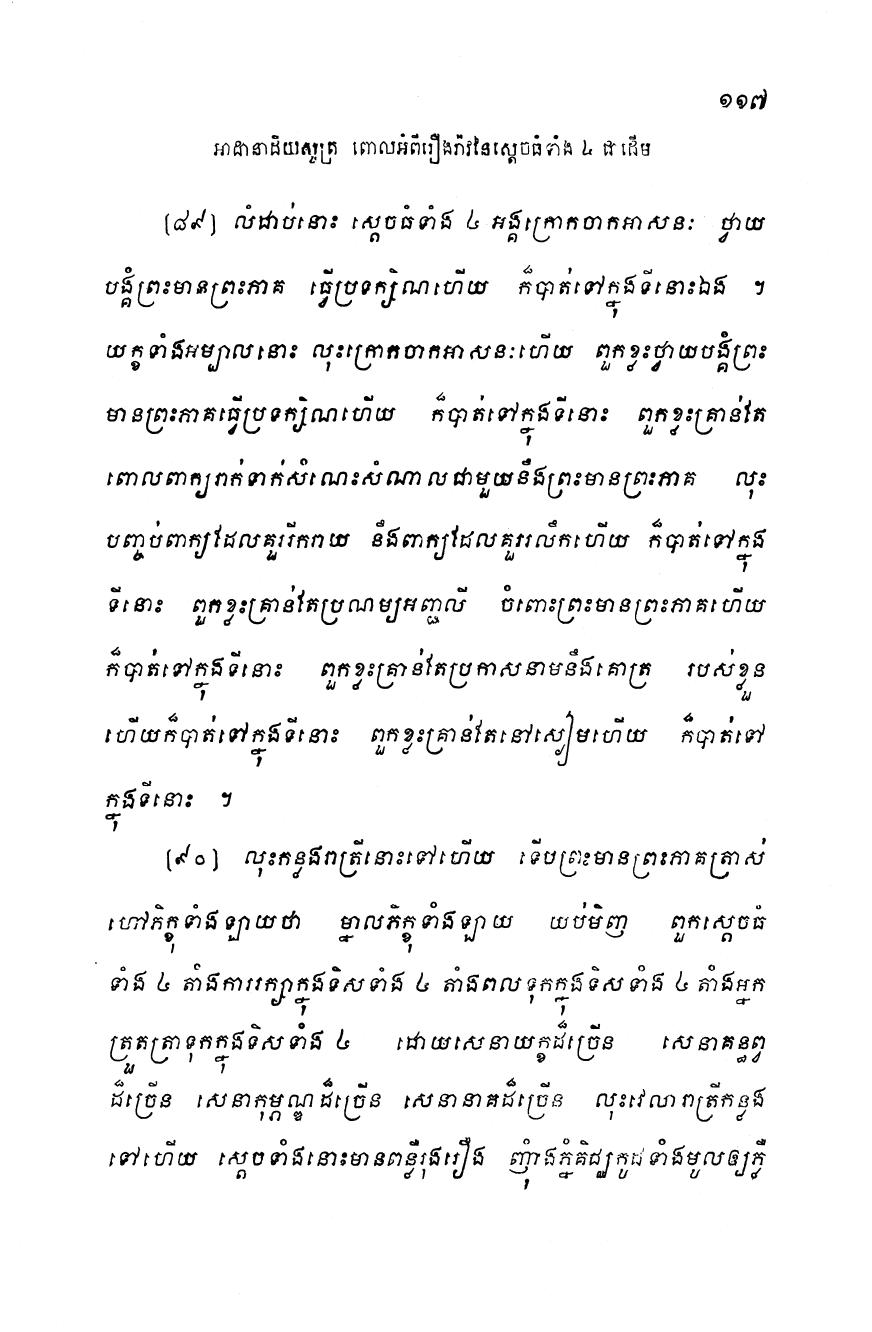 ១១៧
អាដានាដិយសូត្រ ពោលអំពីរឿងរ៉ាវនៃស្តេចធំទាំង ៤ ជាដើម
(៨៩) លំដាប់នោះ ស្តេចធំទាំង ៤ អង្គក្រោកចាកអាសនៈ ថ្វាយ
បង្គំព្រះមានព្រះភាគ ធ្វើប្រទក្សិណហើយ ក៏បាត់ទៅក្នុងទីនោះឯង ។
យក្ខទាំងអម្បាលនោះ លុះក្រោកចាកអាសនៈហើយ ពួកខ្លះថ្វាយបង្គំព្រះ
មានព្រះភាគធ្វើប្រទក្សិណហើយ ក៏បាត់ទៅក្នុងទីនោះ ពួកខ្លះគ្រាន់តែ
ពោលពាក្យរាក់ទាក់សំណេះសំណាលជាមួយនឹងព្រះមានព្រះភាគ លុះ
បញ្ចប់ពាក្យដែលគួររីករាយ នឹងពាក្យដែលគួររលឹកហើយ ក៏បាត់ទៅក្នុង
ទីនោះ ពួកខ្លះគ្រាន់តែប្រណម្យអញ្ជលី ចំពោះព្រះមានព្រះភាគហើយ
ក៏បាត់ទៅក្នុងទីនោះ ពួកខ្លះគ្រាន់តែប្រកាសនាមនឹងគោត្រ របស់ខ្លួន
ហើយក៏បាត់ទៅក្នុងទីនោះ ពួកខ្លះគ្រាន់តែនៅស្ងៀមហើយ ក៏បាត់ទៅ
ក្នុងទីនោះ ។
(៩០) លុះកន្លងរាត្រីនោះទៅហើយ ទើបព្រះមានព្រះភាគត្រាស់
ហៅភិក្ខុទាំងឡាយថា ម្នាលភិក្ខុទាំងឡាយ យប់មិញ ពួកស្តេចធំ
ទាំង ៤ តាំងការរក្សាក្នុងទិសទាំង ៤ តាំងពលទុកក្នុងទិសទាំង ៤ តាំងអ្នក
ត្រួតត្រាទុកក្នុងទិសទាំង ៤ ដោយសេនាយក្ខដ៏ច្រើន សេនាគន្ធព្វ
ដ៏ច្រើន សេនាកុម្ភណ្ឌដ៏ច្រើន សេនានាគដ៏ច្រើន លុះវេលារាត្រីកន្លង
ទៅហើយ ស្តេចទាំងនោះមានពន្លឺរុងរឿង ញុំាងភ្នំគិជ្ឈកូដទាំងមូលឲ្យភ្លឺ